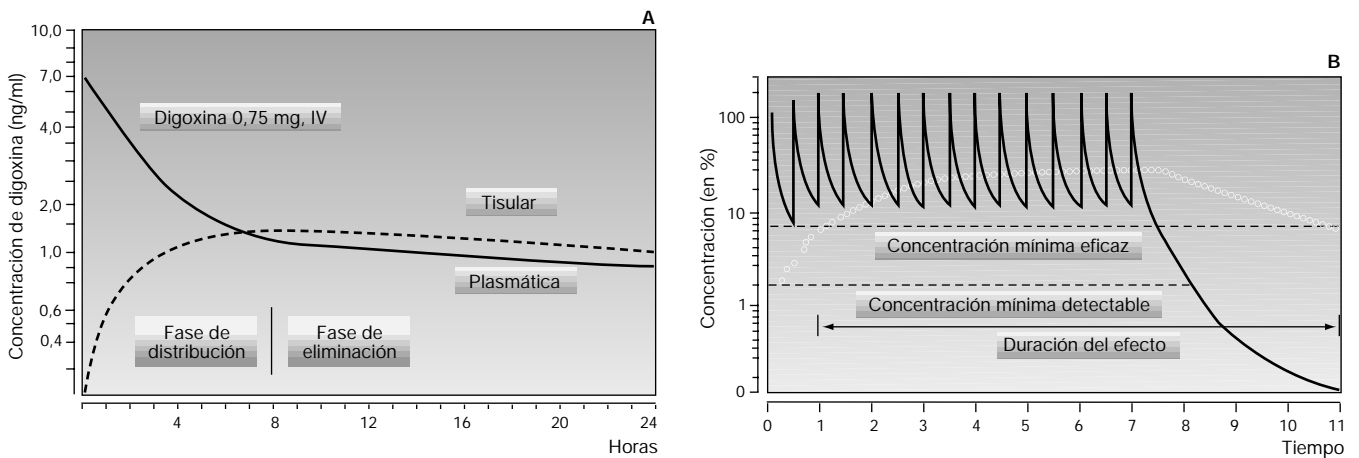 A
Concentración de digoxina (ng/ml)
10,0
7,0
4,0
2,0
1,0
0,6
0,4
Digoxina 0,75 mg, IV
Tisular
Plasmática
Fase de
distribución
Fase de
eliminación
4 8 12 16 20 24
Horas
B
Concentracion (en %)
100
10
1
0
Concentración mínima eficaz
Concentración mínima detectable
Duración del efecto
0 1 2 3 4 5 6 7 8 9 10 11
Tiempo